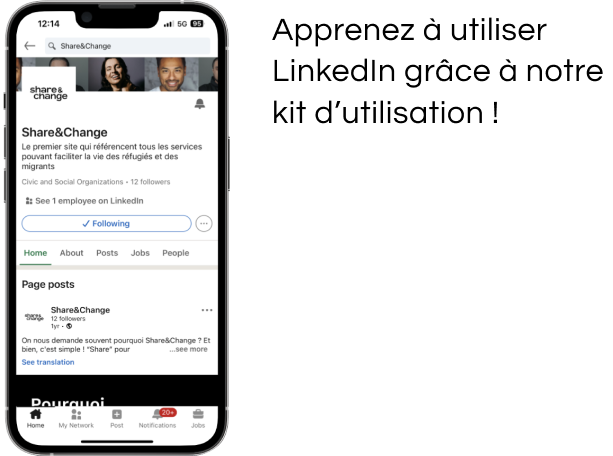 12:14
5G 95
Share&Change
Apprenez à utiliser
LinkedIn grâce à notre
kit d’utilisation !
share &
change
Share&Change
Le premier site qui référencent tous les services
pouvant faciliter la vie des réfugiés et des
migrants
Civic and Social Organizations • 12 followers
See 1 employee on LinkedIn
✓ Following
Home About Posts Jobs People
Page posts
share&
change
Share&Change
12 followers
1yr •
On nous demande souvent pourquoi Share&Change ? Et
bien, c'est simple ! "Share" pour ...see more
See translation
Pourquoi
20+
Home My Network Post Notifications Jobs